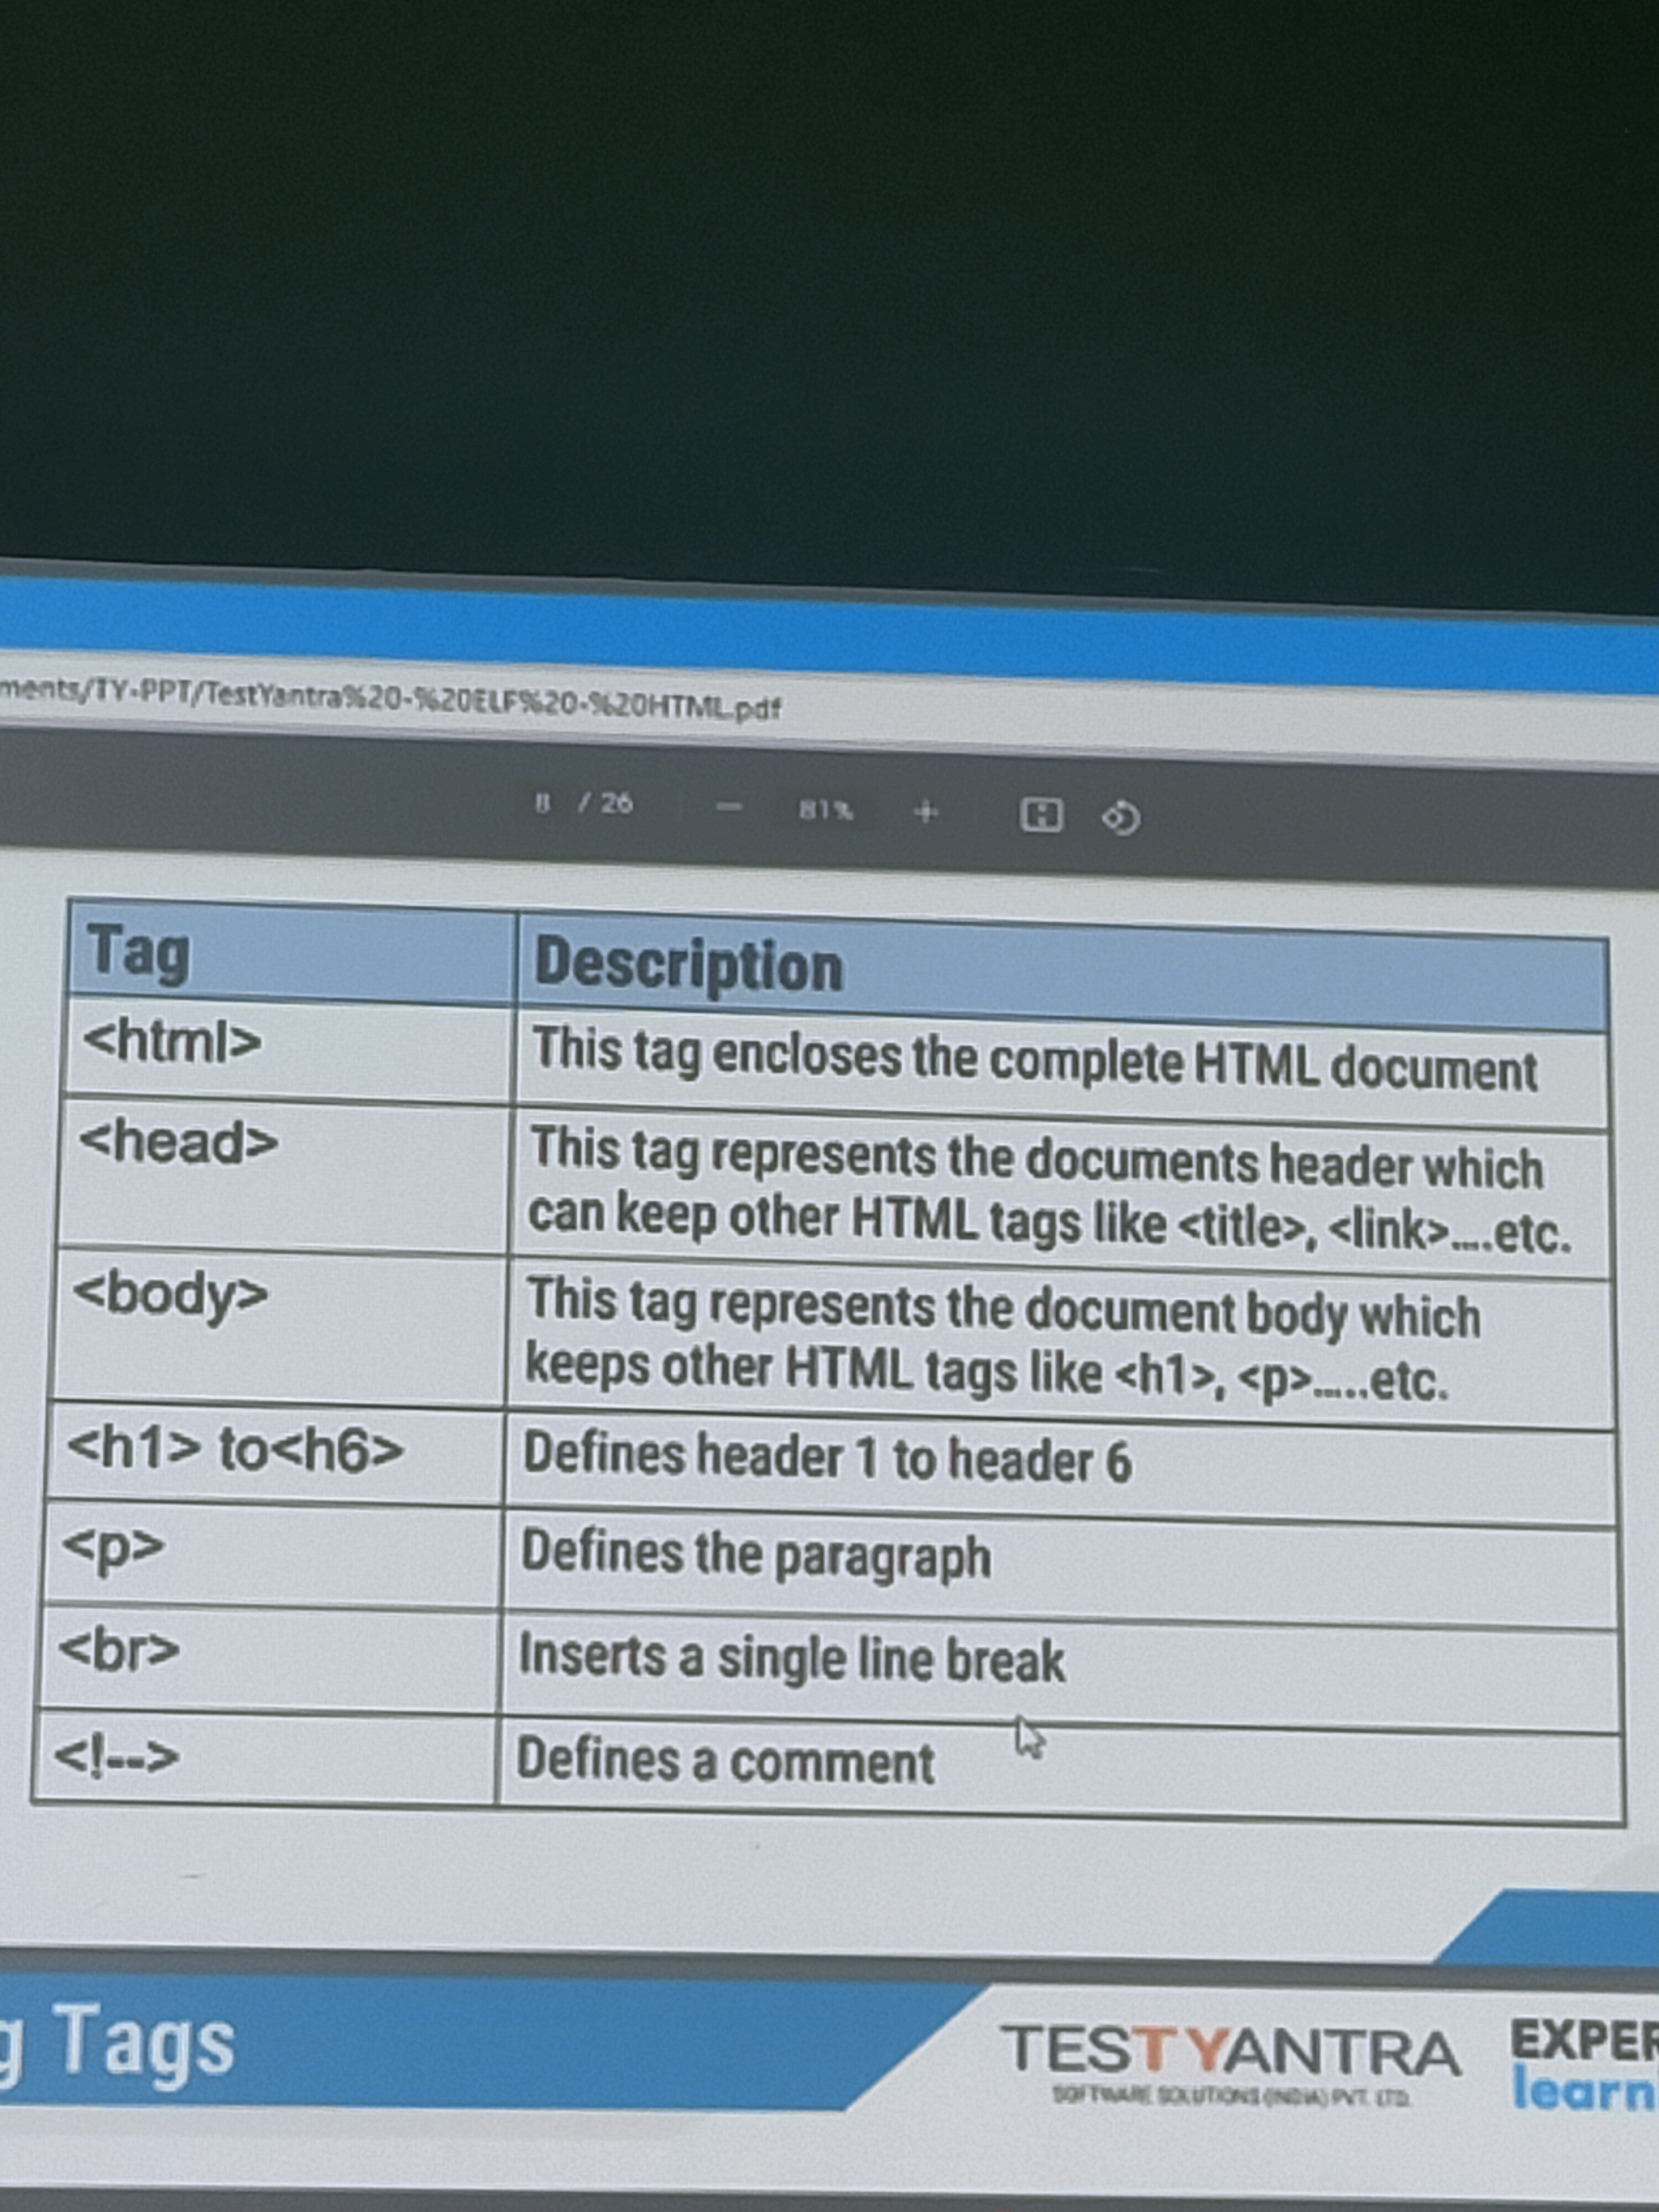 ments/TY-PPT/TestYantra%20-%20ELF%20-%20HTML.pdf
8 / 26 — 81% +
Tag Description
<html> This tag encloses the complete HTML document
<head> This tag represents the documents header which
can keep other HTML tags like <title>, <link>....etc.
<body> This tag represents the document body which
keeps other HTML tags like <h1>, <p>.....etc.
<h1> to<h6> Defines header 1 to header 6
<p> Defines the paragraph
<br> Inserts a single line break
<!--> Defines a comment
g Tags
TESTYANTRA
SOFTWARE SOLUTIONS (INDIA) PVT. LTD.
EXPER
learn